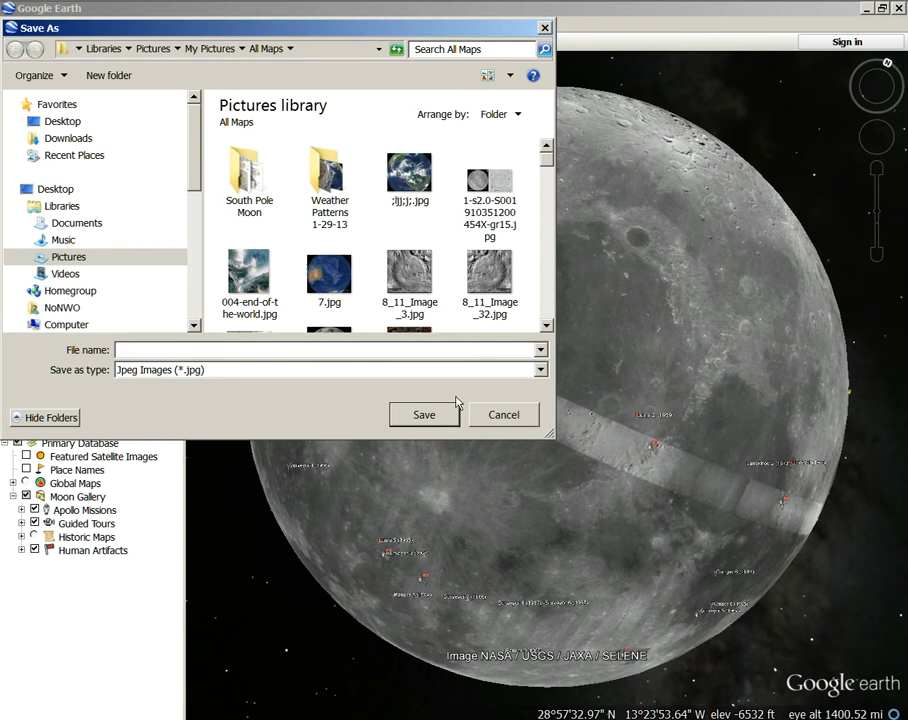 Google Earth
Save As
Libraries
Pictures
My Pictures
All Maps
Search All Maps
Sign in
Organize
New folder
Favorites
Desktop
Downloads
Recent Places
Desktop
Libraries
Documents
Music
Pictures
Videos
Homegroup
NoNWO
Computer
Pictures library
All Maps
Arrange by:
Folder
South Pole
Moon
Weather
Patterns
1-29-13
;ljj;j;.jpg
1-s2.0-S001
910351200
454X-gr15.j
pg
004-end-of-t
he-world.jpg
7.jpg
8_11_Image
_3.jpg
8_11_Image
_32.jpg
File name:
Save as type:
Jpeg Images (*.jpg)
Hide Folders
Save
Cancel
Primary Database
Featured Satellite Images
Place Names
Global Maps
Moon Gallery
Apollo Missions
Guided Tours
Historic Maps
Human Artifacts
Luna 2 (1959)
Image NASA / USGS / JAXA / SELENE
Google earth
28°57'32.97" N 13°23'53.64" W elev -6532 ft eye alt 1400.52 mi